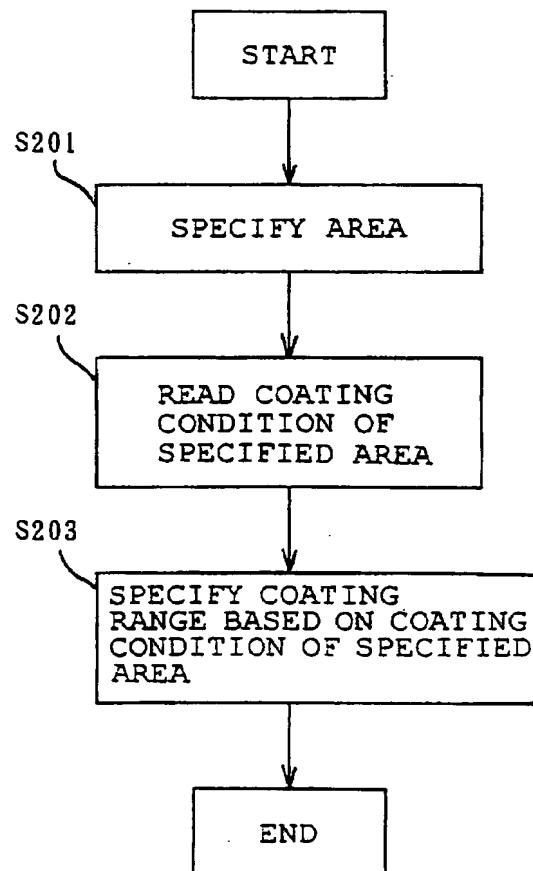 START
S201
SPECIFY AREA
S202
READ COATING
CONDITION OF
SPECIFIED AREA
S203
SPECIFY COATING
RANGE BASED ON COATING
CONDITION OF SPECIFIED
AREA
END